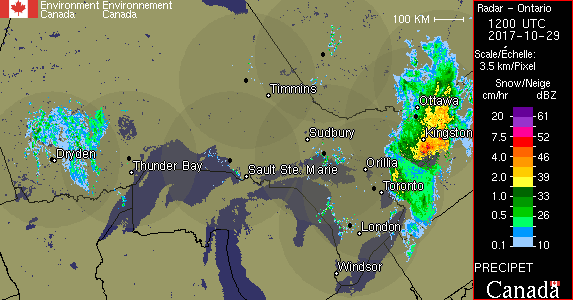 Environment Environnement
Canada Canada
100 KM
Timmins
Ottawa
Kingston
Sudbury
Dryden
Thunder Bay
Sault Ste. Marie
Orillia
Toronto
London
Windsor
Radar - Ontario
1200 UTC
2017-10-29
Scale/Échelle:
3.5 km/Pixel
Snow/Neige
cm/hr dBZ
20 61
7.5 52
4.0 46
2.0 39
1.0 33
0.5 26
0.1 10
PRECIPET
Canada